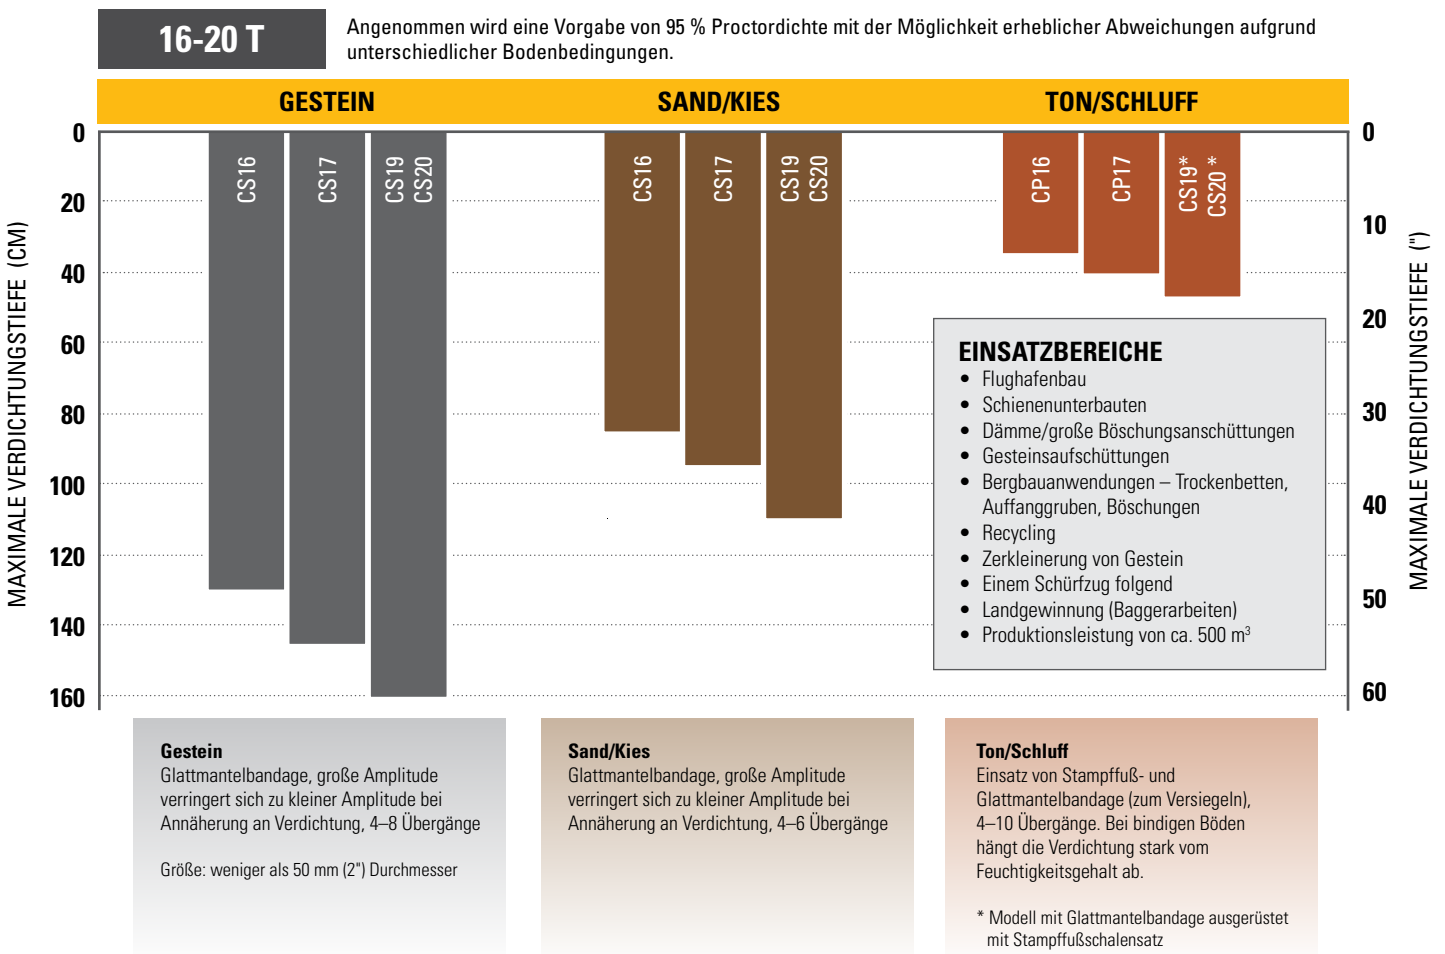 16-20 T
Angenommen wird eine Vorgabe von 95 % Proctordichte mit der Möglichkeit erheblicher Abweichungen aufgrund
unterschiedlicher Bodenbedingungen.
GESTEIN
SAND/KIES
TON/SCHLUFF
MAXIMALE VERDICHTUNGSTIEFE (CM)
0
20
40
60
80
100
120
140
160
CS16
CS17
CS19
CS20
CS16
CS17
CS19
CS20
CP16
CP17
CS19*
CS20 *
0
10
20
30
40
50
60
MAXIMALE VERDICHTUNGSTIEFE (")
EINSATZBEREICHE
• Flughafenbau
• Schienenunterbauten
• Dämme/große Böschungsanschüttungen
• Gesteinsaufschüttungen
• Bergbauanwendungen – Trockenbetten,
Auffanggruben, Böschungen
• Recycling
• Zerkleinerung von Gestein
• Einem Schürfzug folgend
• Landgewinnung (Baggerarbeiten)
• Produktionsleistung von ca. 500 m³
Gestein
Glattmantelbandage, große Amplitude
verringert sich zu kleiner Amplitude bei
Annäherung an Verdichtung, 4–8 Übergänge
Größe: weniger als 50 mm (2") Durchmesser
Sand/Kies
Glattmantelbandage, große Amplitude
verringert sich zu kleiner Amplitude bei
Annäherung an Verdichtung, 4–6 Übergänge
Ton/Schluff
Einsatz von Stampffuß- und
Glattmantelbandage (zum Versiegeln),
4–10 Übergänge. Bei bindigen Böden
hängt die Verdichtung stark vom
Feuchtigkeitsgehalt ab.
* Modell mit Glattmantelbandage ausgerüstet
mit Stampffußschalensatz